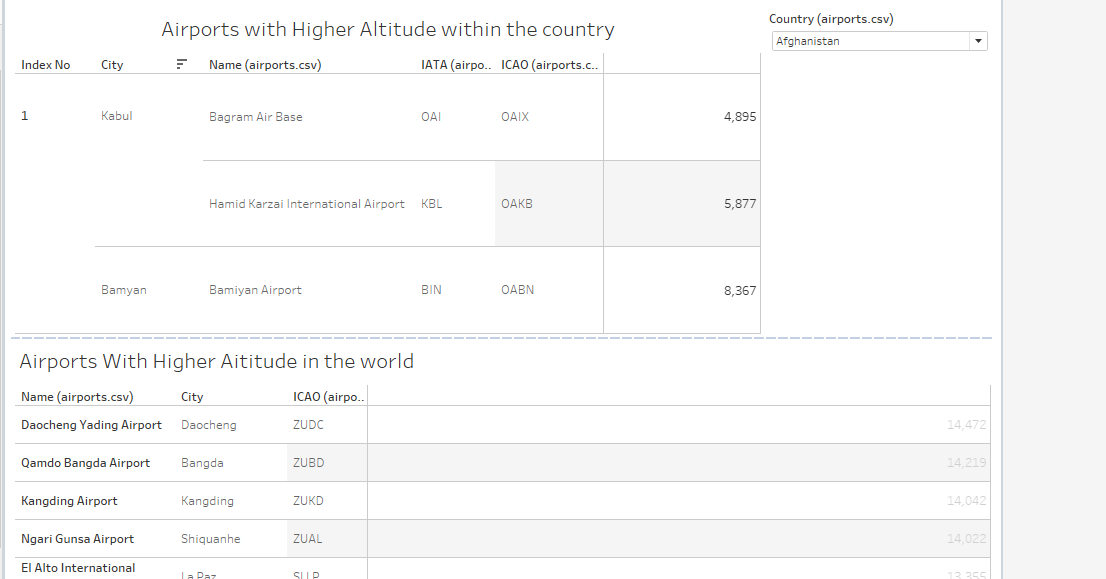 Airports with Higher Altitude within the country
Country (airports.csv)
Afghanistan
Index No City Name (airports.csv) IATA (airpo.. ICAO (airports.c..
1 Kabul Bagram Air Base OAI OAIX 4,895
Hamid Karzai International Airport KBL OAKB 5,877
Bamyan Bamiyan Airport BIN OABN 8,367
Airports With Higher Aititude in the world
Name (airports.csv) City ICAO (airpo..
Daocheng Yading Airport Daocheng ZUDC 14,472
Qamdo Bangda Airport Bangda ZUBD 14,219
Kangding Airport Kangding ZUKD 14,042
Ngari Gunsa Airport Shiquanhe ZUAL 14,022
El Alto International
La Paz SLLP 13,355